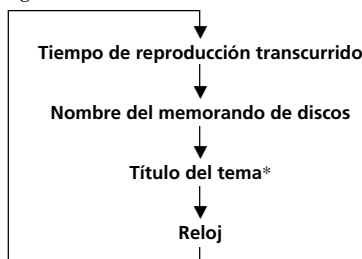 Tiempo de reproducción transcurrido
Nombre del memorando de discos
Título del tema*
Reloj